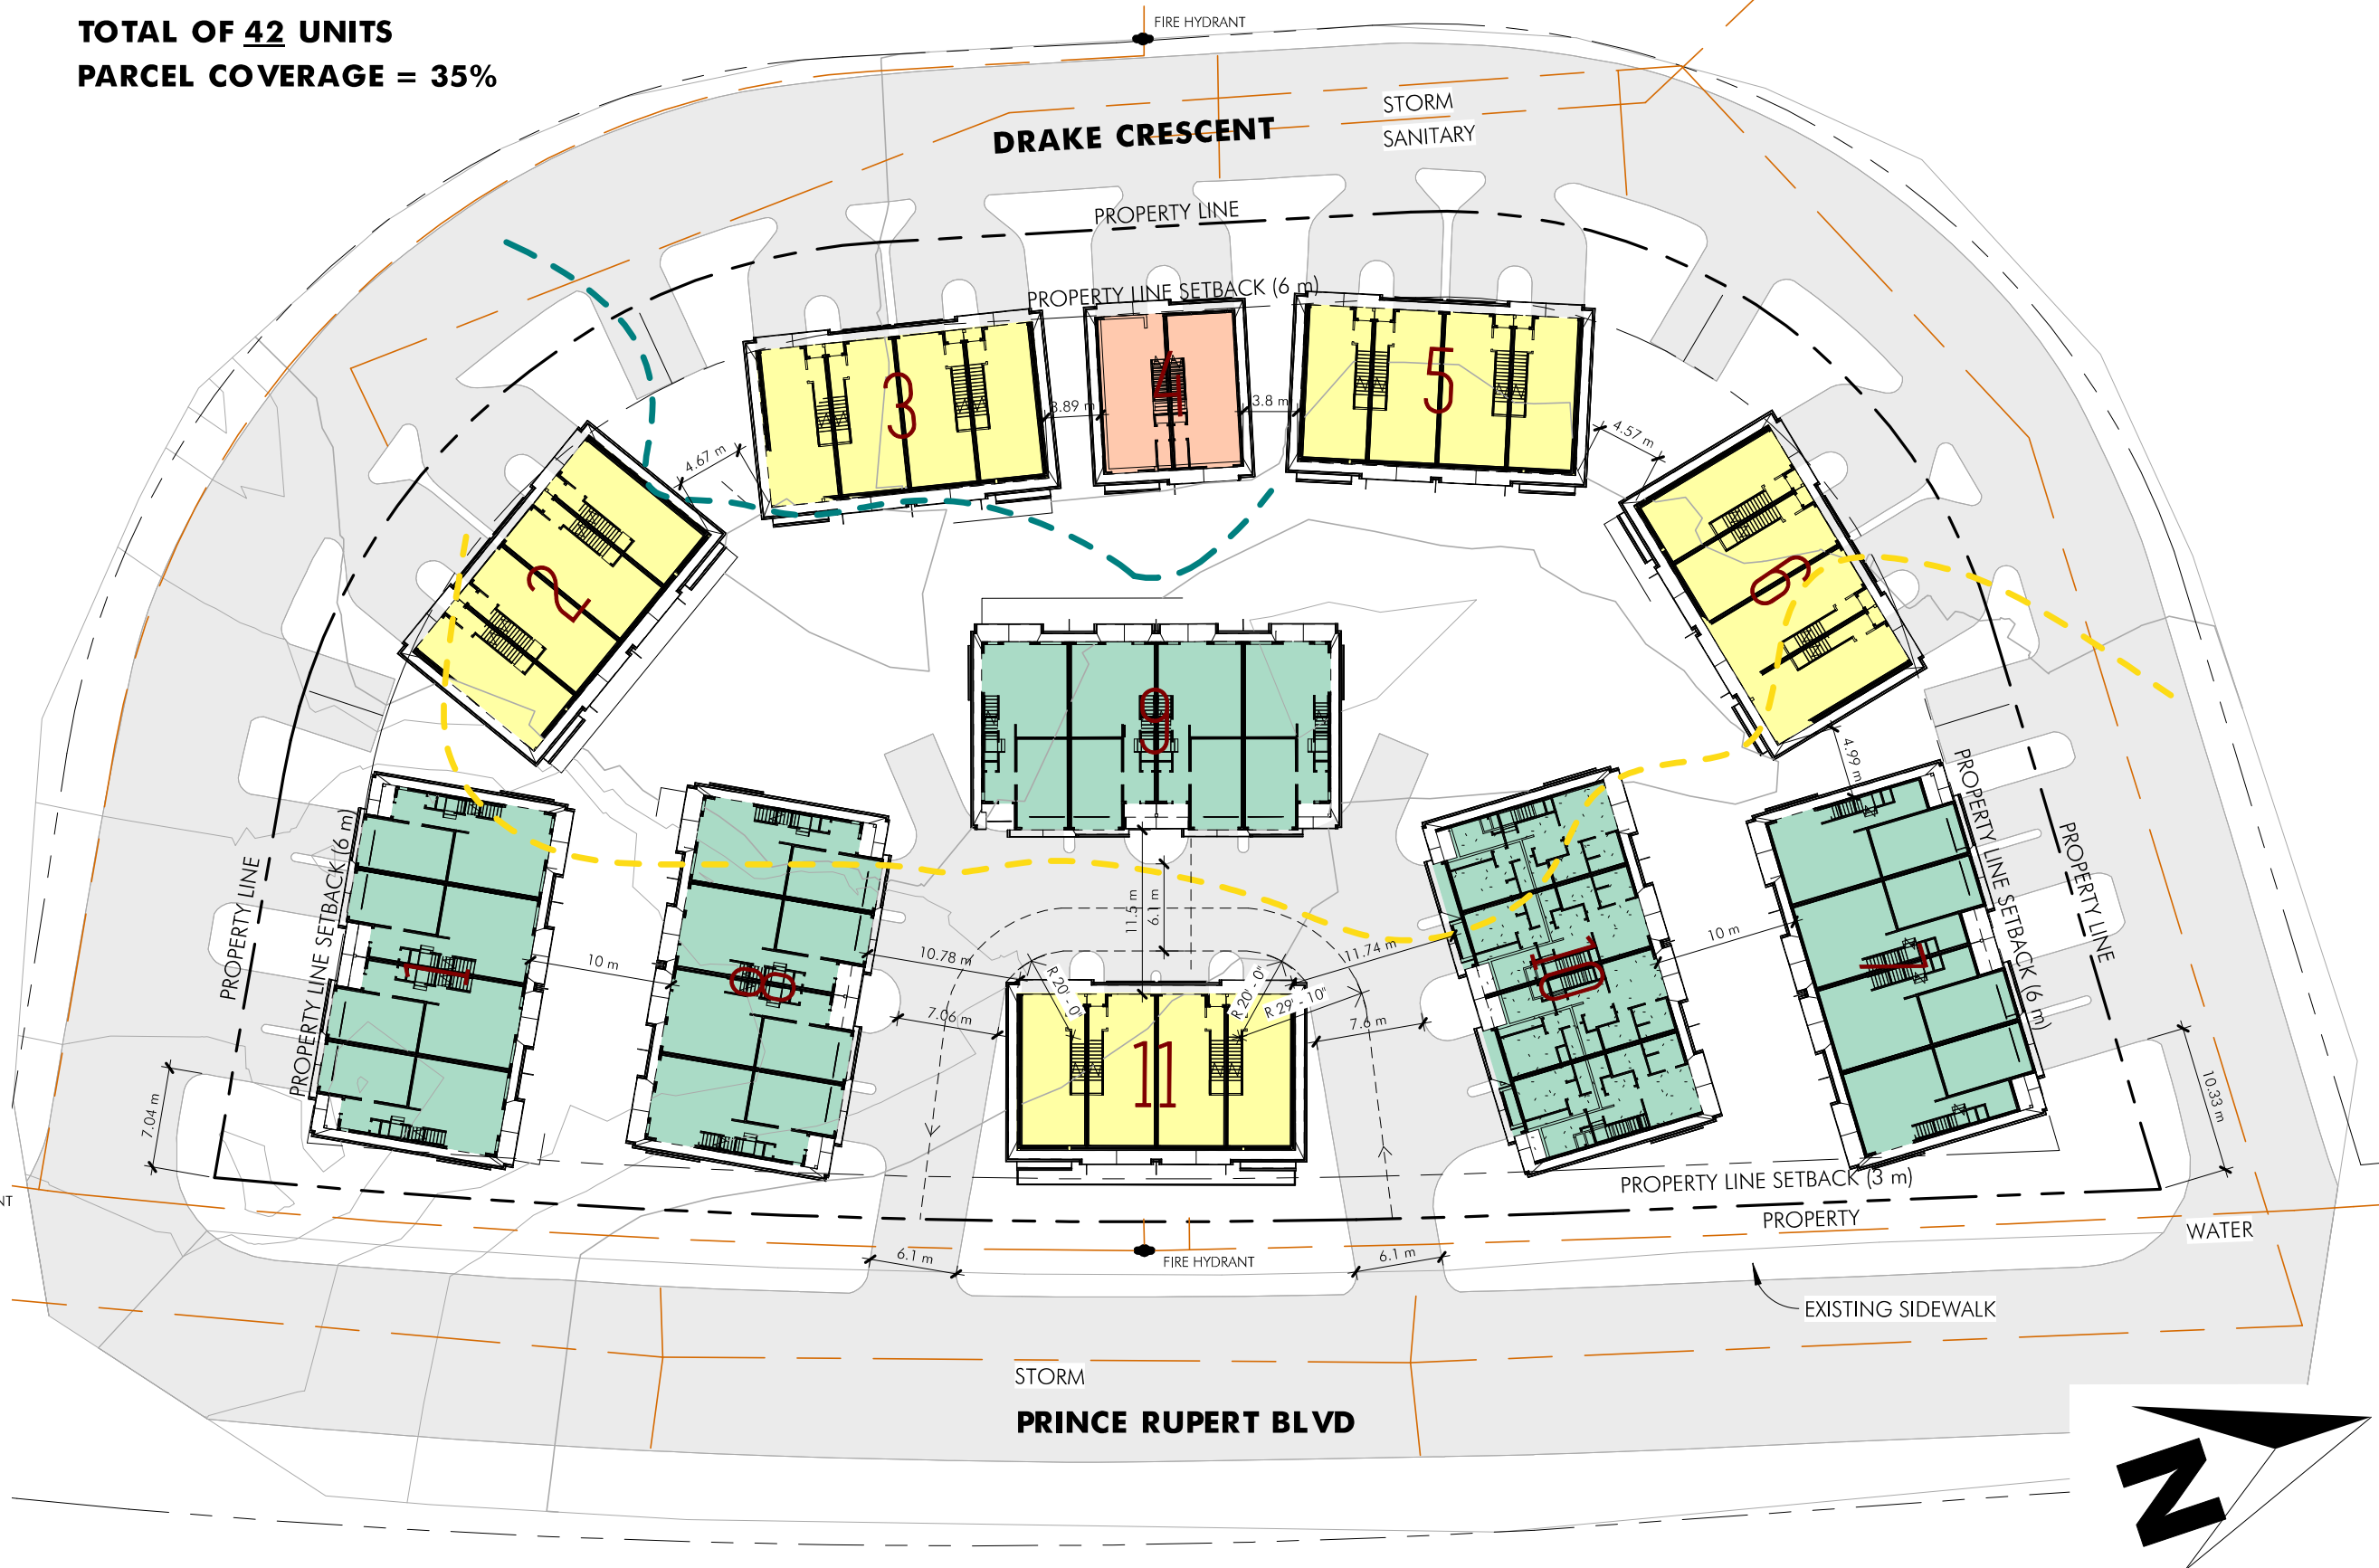 TOTAL OF 42 UNITS
PARCEL COVERAGE = 35%
FIRE HYDRANT
STORM
DRAKE CRESCENT
SANITARY
PROPERTY LINE
PROPERTY LINE SETBACK (6 m)
3
4
5
3.89 m
3.8 m
4.67 m
4.57 m
2
6
9
4.99 m
PROPERTY LINE
PROPERTY LINE SETBACK (6 m)
PROPERTY LINE SETBACK (6 m)
PROPERTY LINE
1
10 m
8
10.78 m
11.5 m
6.1 m
11.74 m
10
10 m
7.06 m
R 20' - 0"
R 20' - 0"
R 29' - 10"
7.6 m
11
7.04 m
10.33 m
PROPERTY LINE SETBACK (3 m)
PROPERTY
NT
WATER
6.1 m
FIRE HYDRANT
6.1 m
EXISTING SIDEWALK
STORM
PRINCE RUPERT BLVD
N